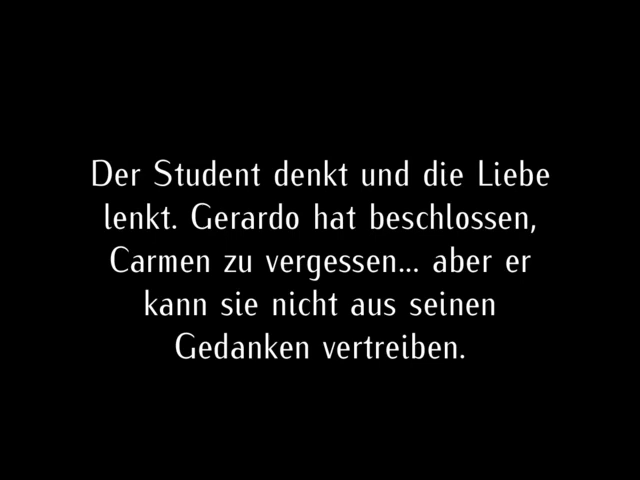 Der Student denkt und die Liebe
lenkt. Gerardo hat beschlossen,
Carmen zu vergessen... aber er
kann sie nicht aus seinen
Gedanken vertreiben.